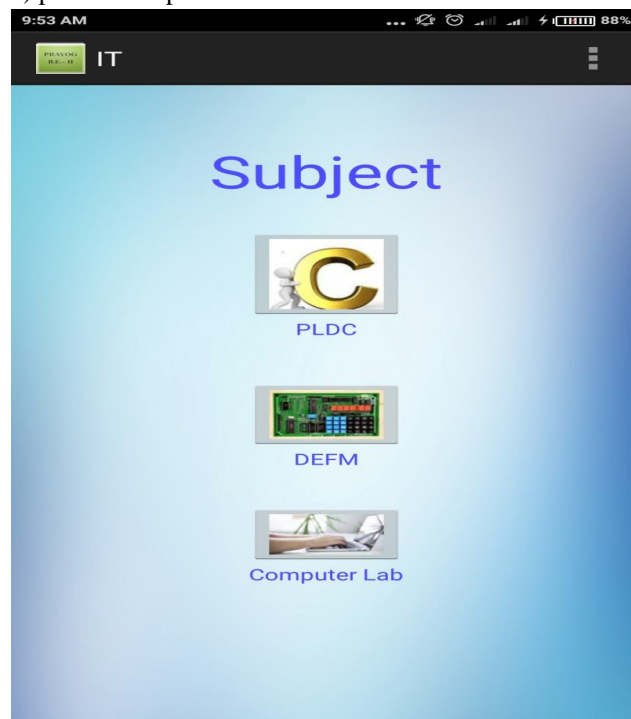 9:53 AM ... 88%
PRAYOG
B.E.- II
IT
Subject
C
PLDC
DEFM
Computer Lab